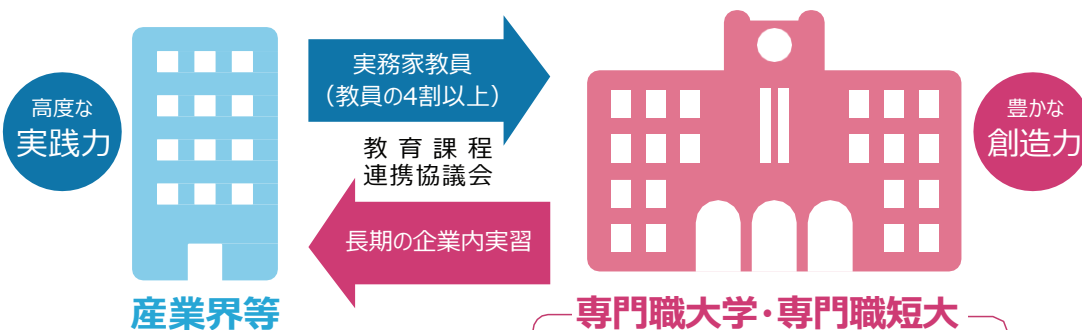 高度な
実践力
実務家教員
（教員の4割以上）
教育課程
連携協議会
長期の企業内実習
豊かな
創造力
産業界等
専門職大学・専門職短大